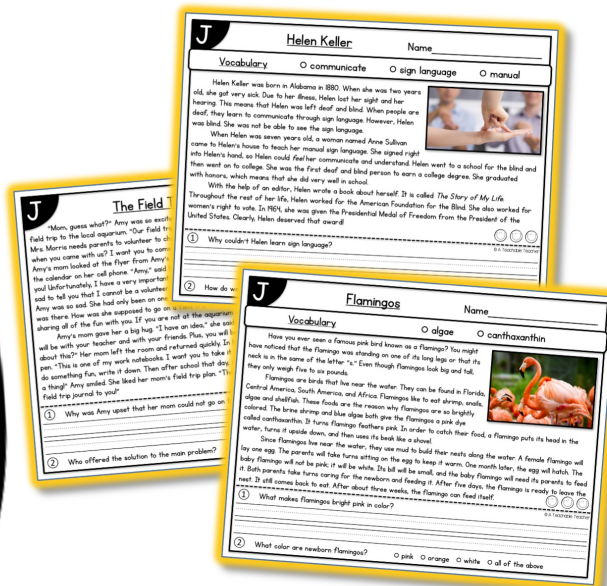 J
Helen Keller
Name
Vocabulary
O communicate
O sign language
O manual
Helen Keller was born in Alabama in 1880. When she was two years
old, she got very sick. Due to her illness, Helen lost her sight and her
hearing. This means that Helen was left deaf and blind. When people are
deaf, they learn to communicate through sign language. However, Helen
was blind. She was not be able to see the sign language.
When Helen was seven years old, a woman named Anne Sullivan
came to Helen's house to teach her manual sign language. She signed right
into Helen's hand, so Helen could feel her communicate and understand. Helen went to a school for the blind and
then went on to college. She was the first deaf and blind person to earn a college degree. She graduated
with honors, which means that she did very well in school.
With the help of an editor, Helen wrote a book about herself. It is called The Story of My Life.
Throughout the rest of her life, Helen worked for the American Foundation for the Blind. She also worked for
women's right to vote. In 1964, she was given the Presidential Medal of Freedom from the President of the
United States. Clearly, Helen deserved that award!
© A Teachable Teacher
1 Why couldn't Helen learn sign language?
2 How do w
J
The Field T
"Mom, guess what?" Amy was so excit
field trip to the local aquarium. "Our field tri
Mrs. Morris needs parents to volunteer to ch
when you came with us? I want you to com
Amy's mom looked at the flyer from Amy's
the calendar on her cell phone. "Amy," said
you! Unfortunately, I have a very important
sad to tell you that I cannot be a voluntee
Amy was so sad. She had only been on one
was there. How was she supposed to go on a
sharing all of the fun with you. If you are not at the aquarium
Amy's mom gave her a big hug. "I have an idea," she said
will be with your teacher and with your friends. Plus, you will b
about this?" Her mom left the room and returned quickly. In
pen. "This is one of my work notebooks. I want you to take it
do something fun, write it down. Then after school that day,
a thing!" Amy smiled. She liked her mom's field trip plan. "Th
field trip journal to you!"
1 Why was Amy upset that her mom could not go on
2 Who offered the solution to the main problem?
J
Flamingos
Name
Vocabulary
O algae
O canthaxanthin
Have you ever seen a famous pink bird known as a flamingo? You might
have noticed that the flamingo was standing on one of its long legs or that its
neck is in the same of the letter "s." Even though flamingos look big and tall,
they only weigh five to six pounds.
Flamingos are birds that live near the water. They can be found in Florida,
Central America, South America, and Africa. Flamingos like to eat shrimp, snails,
algae and shellfish. These foods are the reason why flamingos are so brightly
colored. The brine shrimp and blue algae both give the flamingos a pink dye
called canthaxanthin. It turns flamingo feathers pink. In order to catch their food, a flamingo puts its head in the
water, turns it upside down, and then uses its beak like a shovel.
Since flamingos live near the water, they use mud to build their nests along the water. A female flamingo will
lay one egg. The parents will take turns sitting on the egg to keep it warm. One month later, the egg will hatch. The
baby flamingo will not be pink; it will be white. Its bill will be small, and the baby flamingo will need its parents to feed
it. Both parents take turns caring for the newborn and feeding it. After five days, the flamingo is ready to leave the
nest. It still comes back to eat. After about three weeks, the flamingo can feed itself.
© A Teachable Teacher
1 What makes flamingos bright pink in color?
2 What color are newborn flamingos?
O pink O orange O white O all of the above